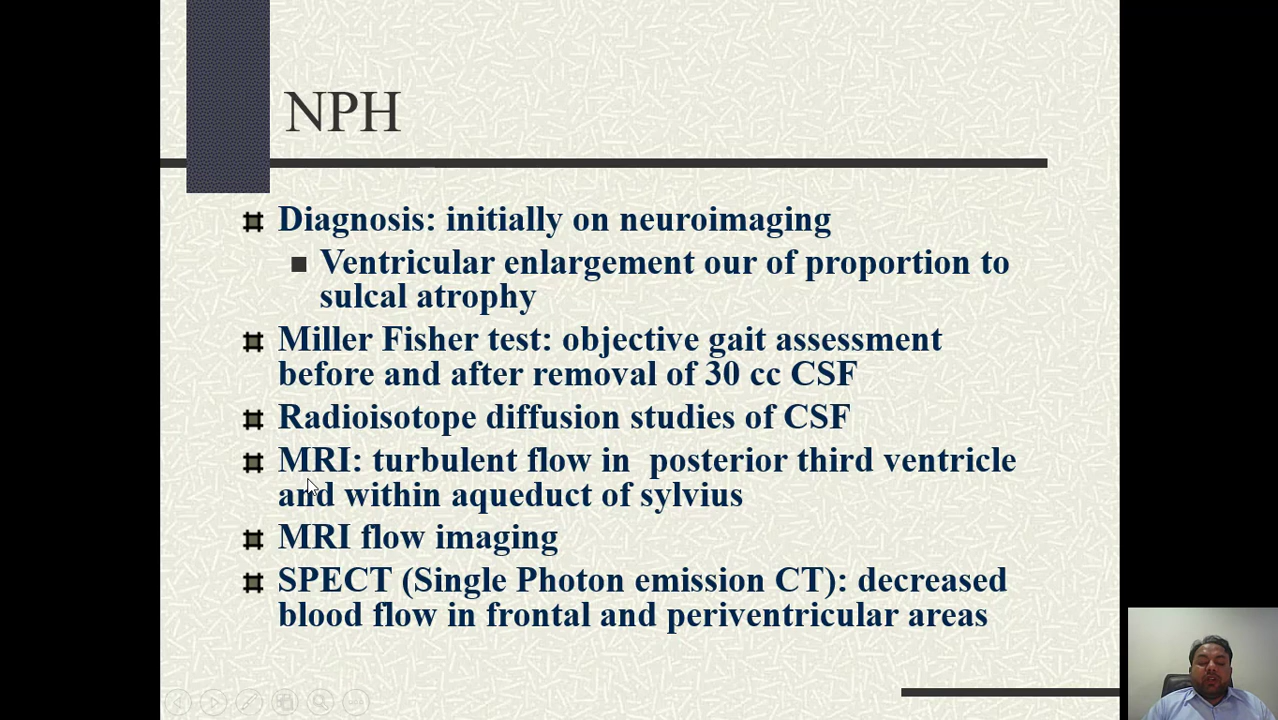 NPH
Diagnosis: initially on neuroimaging
Ventricular enlargement our of proportion to
sulcal atrophy
Miller Fisher test: objective gait assessment
before and after removal of 30 cc CSF
Radioisotope diffusion studies of CSF
MRI: turbulent flow in  posterior third ventricle
and within aqueduct of sylvius
MRI flow imaging
SPECT (Single Photon emission CT): decreased
blood flow in frontal and periventricular areas